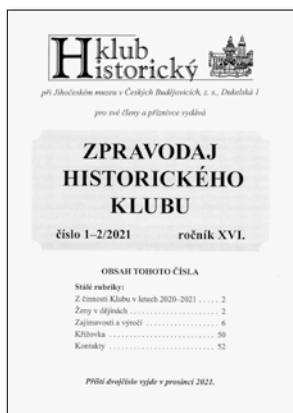 Historický klub
při Jihočeském muzeu v Českých Budějovicích, z. s., Dukelská 1
pro své členy a příznivce vydává
ZPRAVODAJ
HISTORICKÉHO
KLUBU
číslo 1–2/2021 ročník XVI.
OBSAH TOHOTO ČÍSLA
Stálé rubriky:
Z činnosti Klubu v letech 2020–2021 . . . . . 2
Ženy v dějinách . . . . . . . . . . . . . . . . . . . . 2
Zajímavosti a výročí . . . . . . . . . . . . . . . . . 6
Křížovka . . . . . . . . . . . . . . . . . . . . . . . . . 50
Kontakty . . . . . . . . . . . . . . . . . . . . . . . . . 52
Příští dvojčíslo vyjde v prosinci 2021.